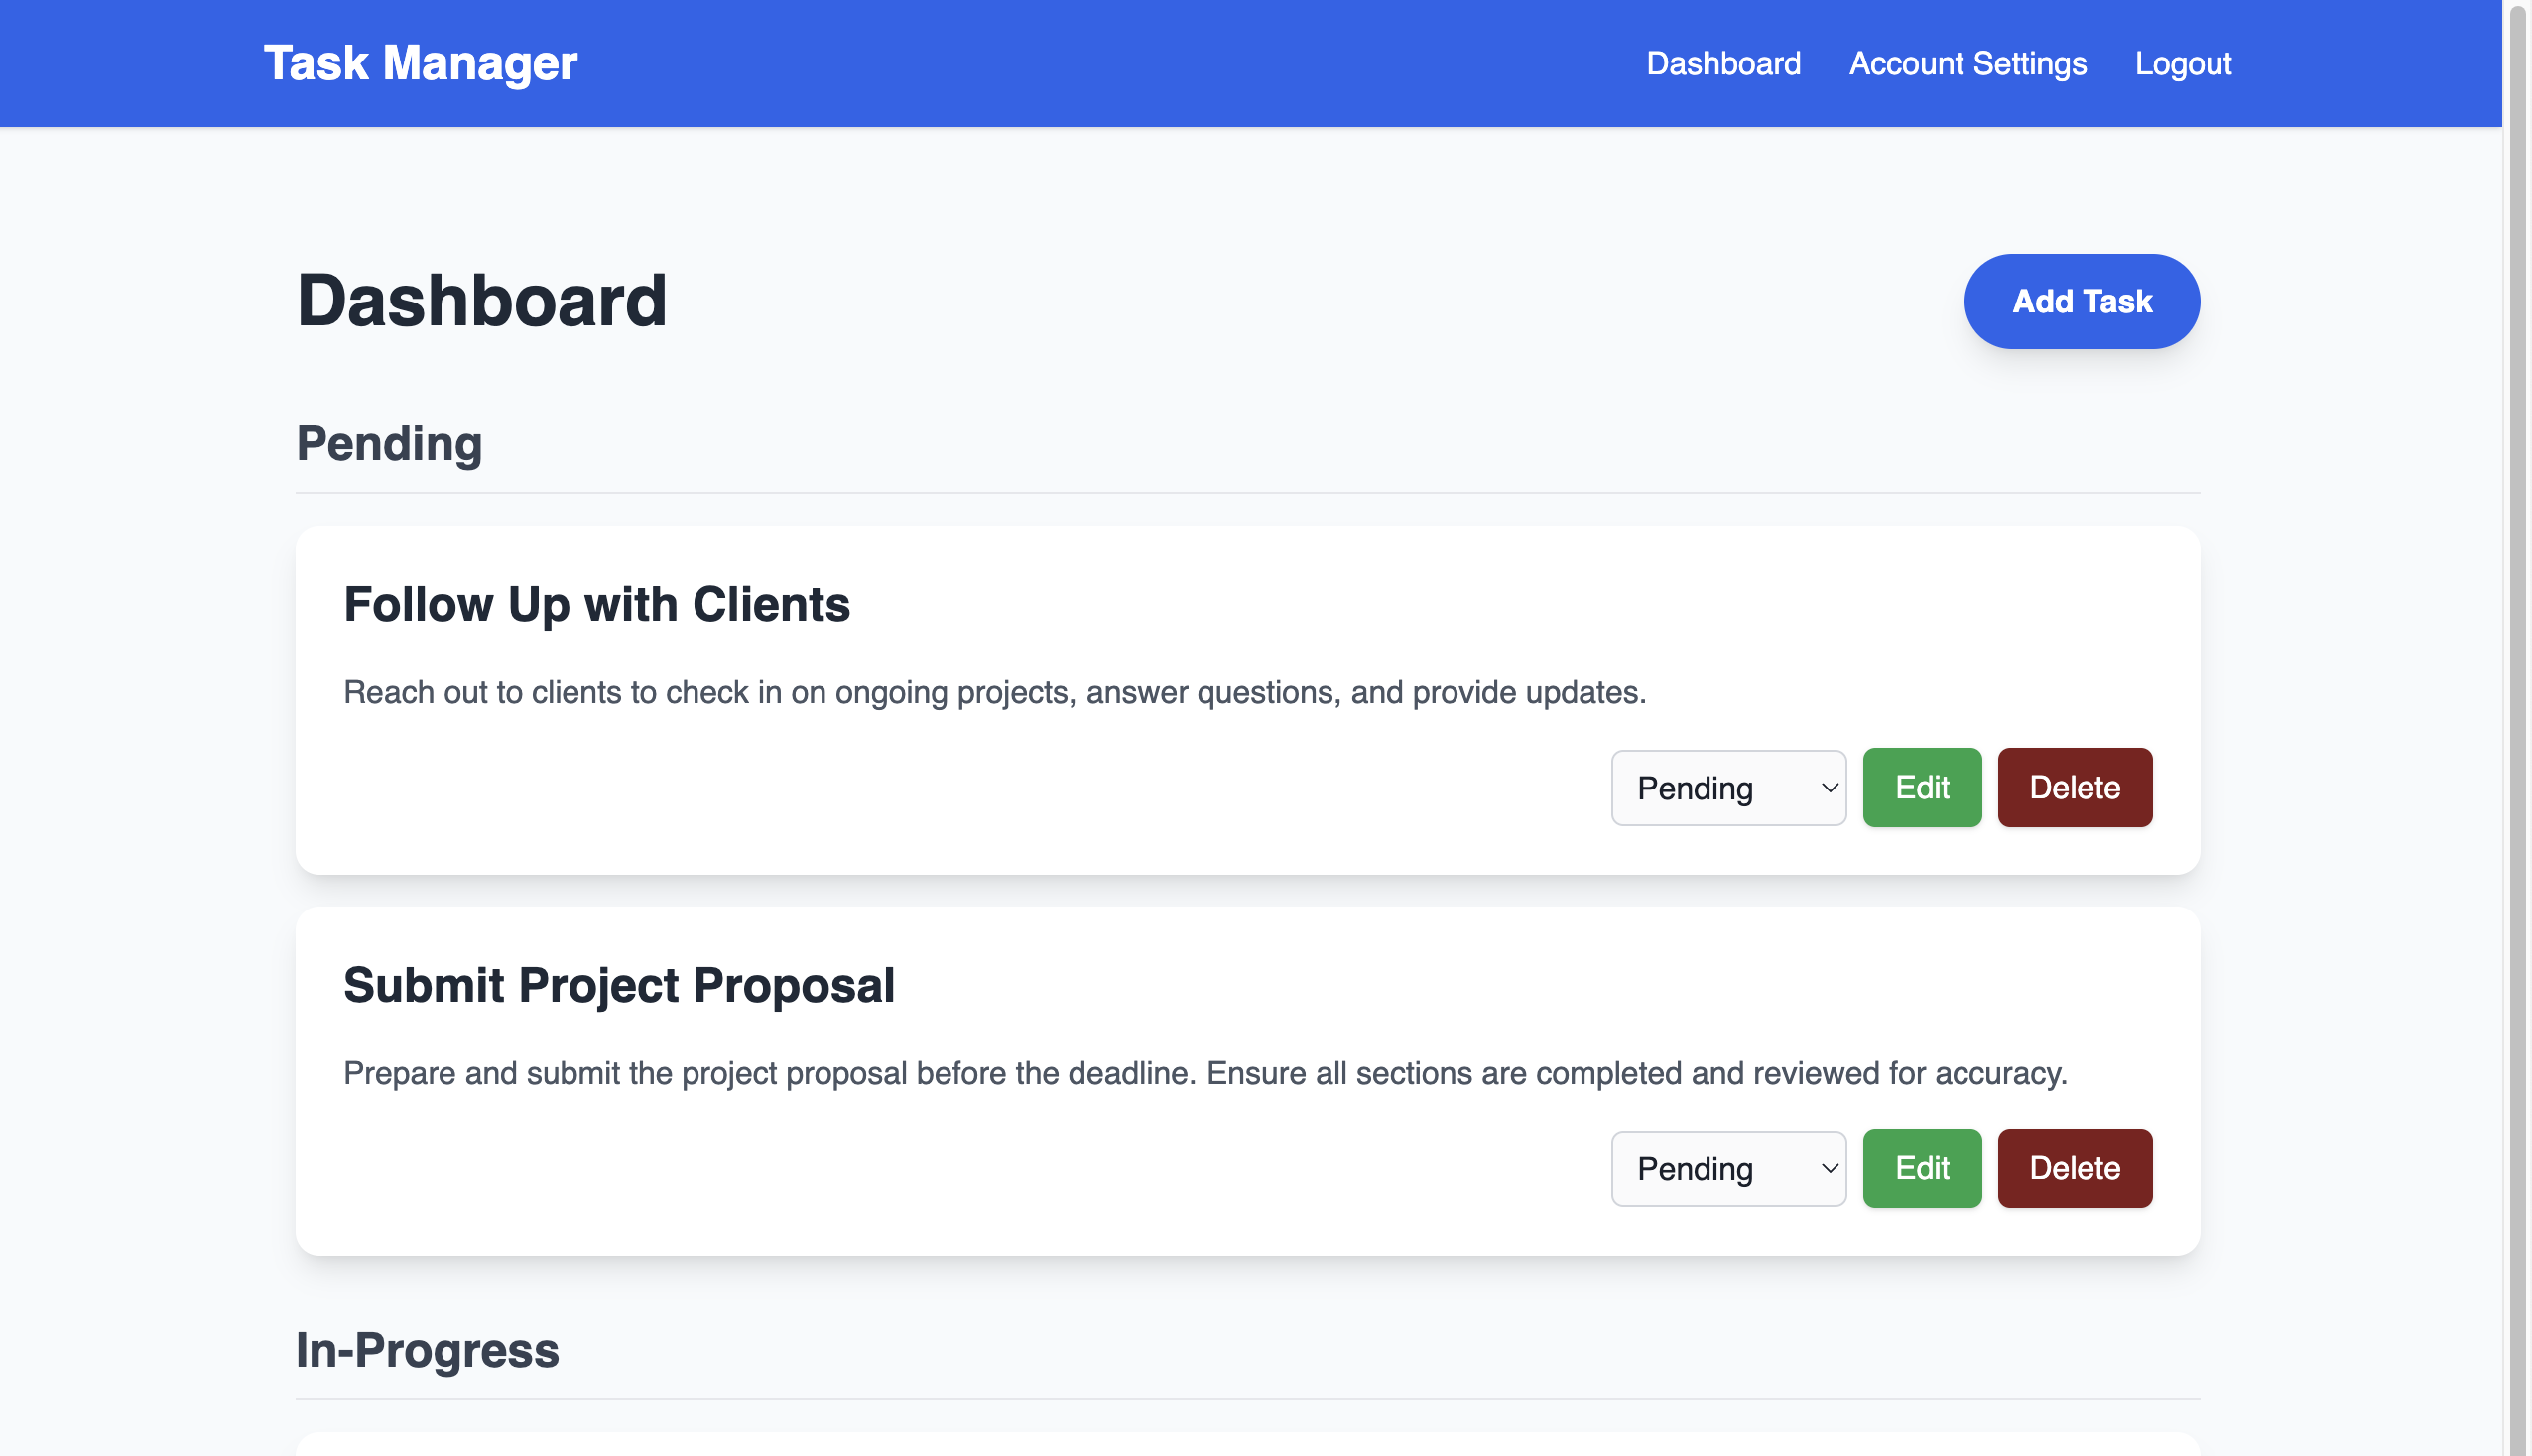 Task Manager
Dashboard Account Settings Logout
Dashboard
Add Task
Pending
Follow Up with Clients
Reach out to clients to check in on ongoing projects, answer questions, and provide updates.
Pending Edit Delete
Submit Project Proposal
Prepare and submit the project proposal before the deadline. Ensure all sections are completed and reviewed for accuracy.
Pending Edit Delete
In-Progress